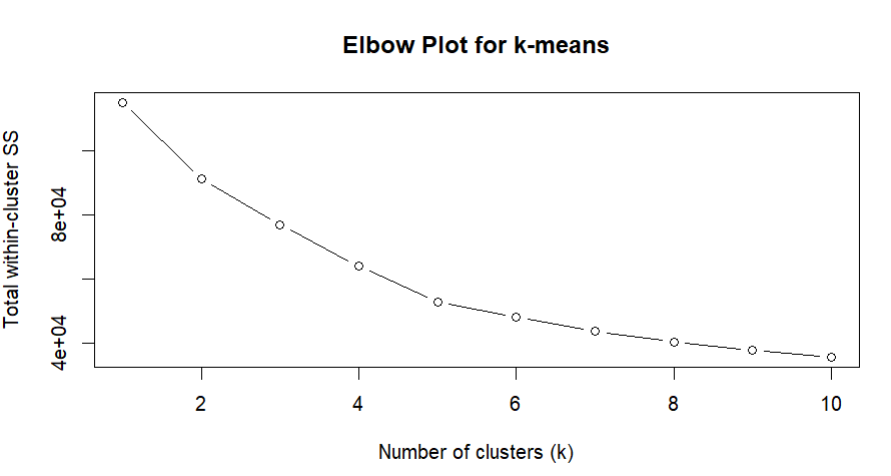 Elbow Plot for k-means
Total within-cluster SS
8e+04
4e+04
2 4 6 8 10
Number of clusters (k)